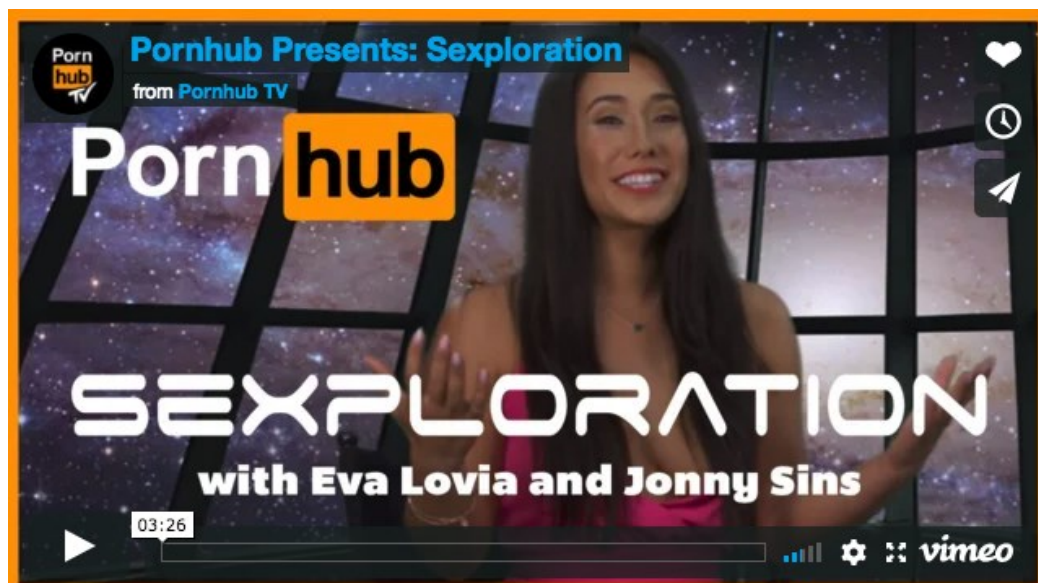 Porn
hub
TV
Pornhub Presents: Sexploration
from Pornhub TV
Porn hub
SEXPLORATION
with Eva Lovia and Jonny Sins
03:26
vimeo